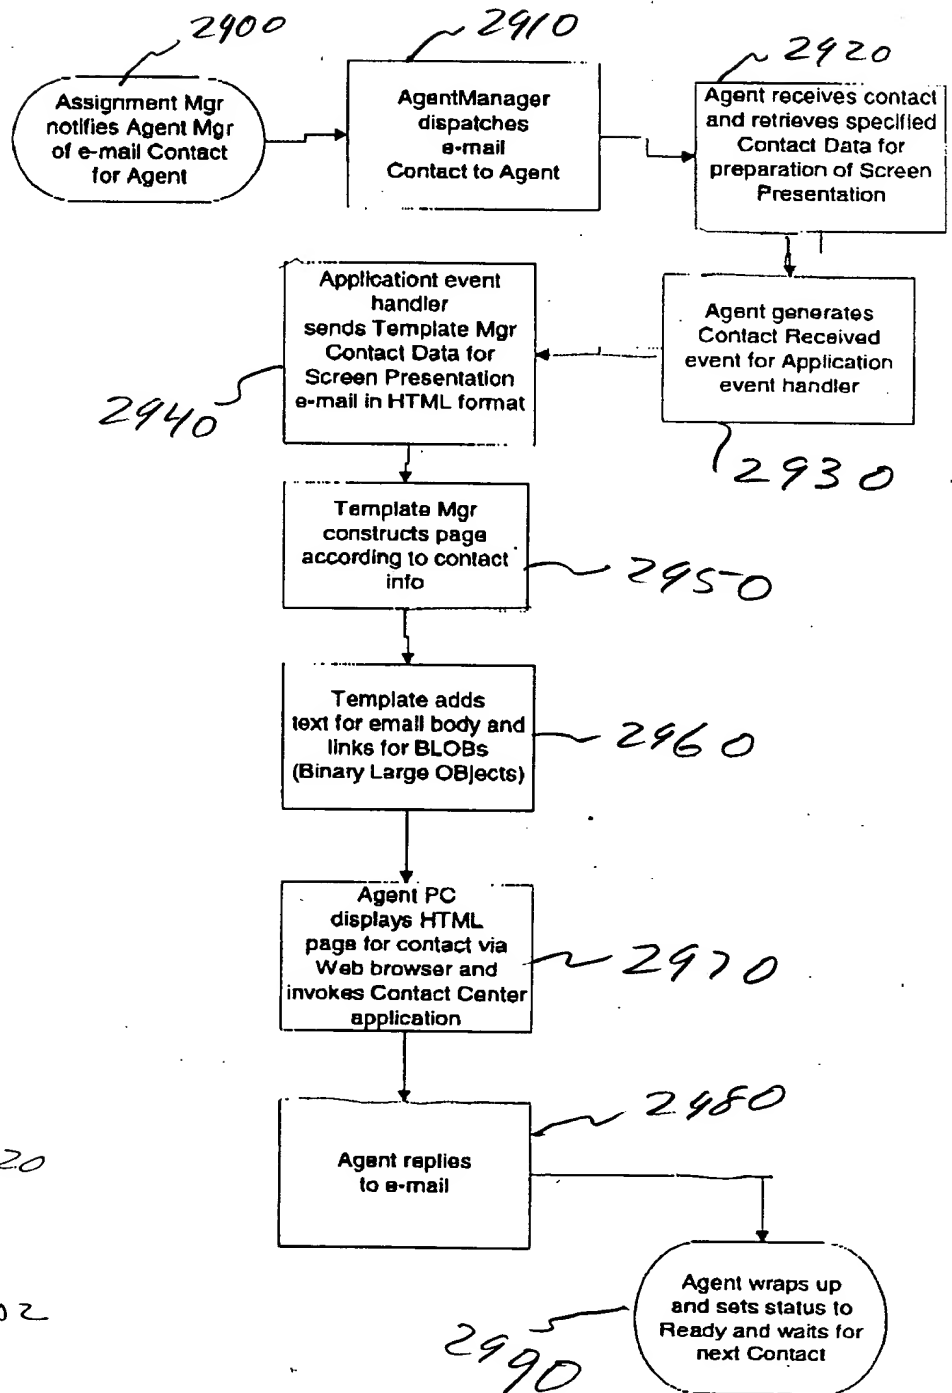 2900
Assignment Mgr
notifies Agent Mgr
of e-mail Contact
for Agent
2910
AgentManager
dispatches
e-mail
Contact to Agent
2920
Agent receives contact
and retrieves specified
Contact Data for
preparation of Screen
Presentation
Agent generates
Contact Received
event for Application
event handler
2930
Applicationt event
handler
sends Template Mgr
Contact Data for
Screen Presentation
e-mail in HTML format
2940
Template Mgr
constructs page
according to contact
info
2950
Template adds
text for email body and
links for BLOBs
(Binary Large OBjects)
2960
Agent PC
displays HTML
page for contact via
Web browser and
invokes Contact Center
application
2970
Agent replies
to e-mail
2980
20
Agent wraps up
and sets status to
Ready and waits for
next Contact
2990
02